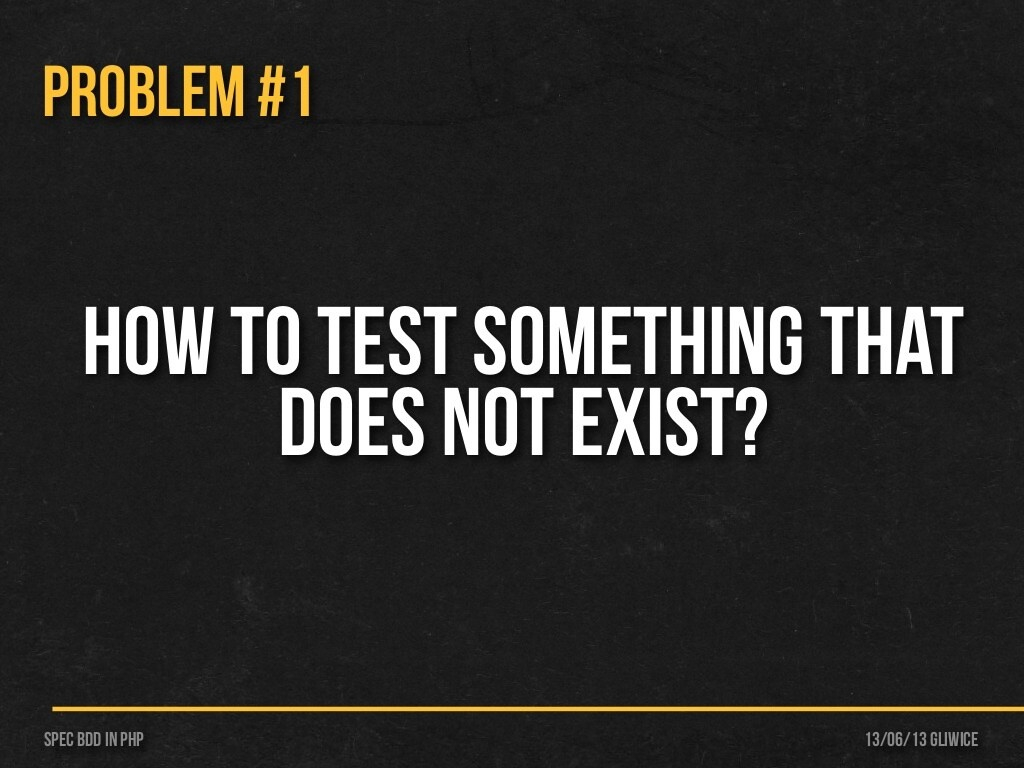 PROBLEM #1
HOW TO TEST SOMETHING THAT
DOES NOT EXIST?
SPEC BDD IN PHP
13/06/13 GLIWICE